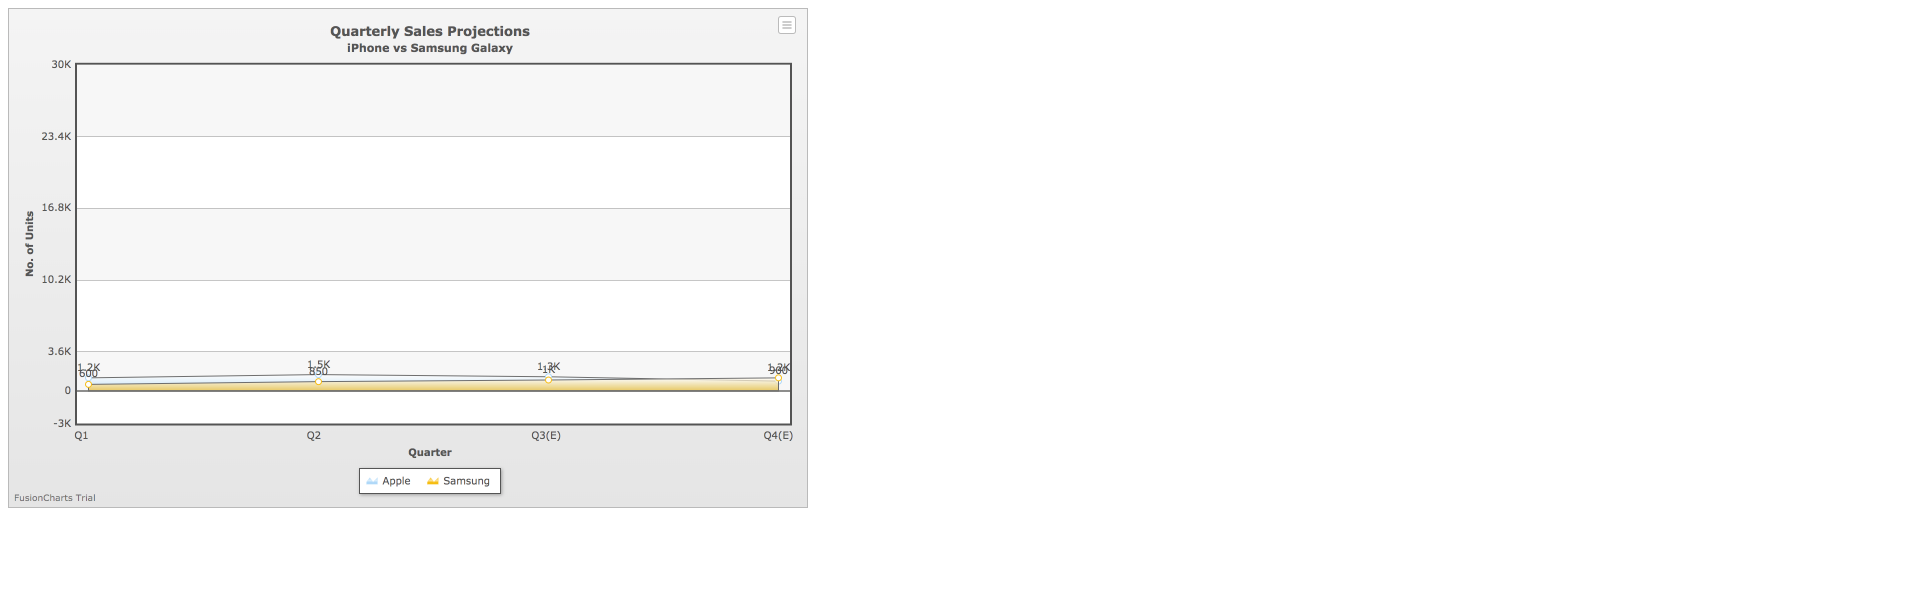 Quarterly Sales Projections
iPhone vs Samsung Galaxy
30K
23.4K
16.8K
10.2K
3.6K
0
-3K
No. of Units
1.2K
600
1.5K
850
1.3K
1K
1.2K
900
Q1
Q2
Q3(E)
Q4(E)
Quarter
Apple
Samsung
FusionCharts Trial